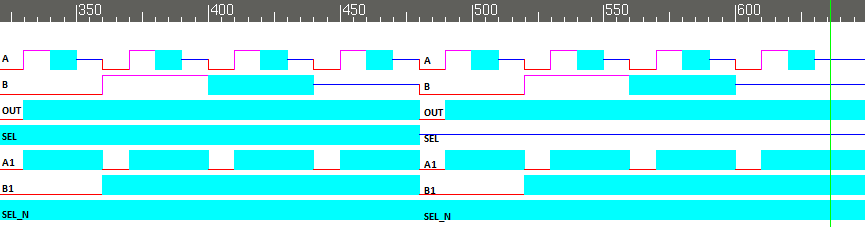 350 400 450 500 550 600
A A
B B
OUT OUT
SEL SEL
A1 A1
B1 B1
SEL_N SEL_N